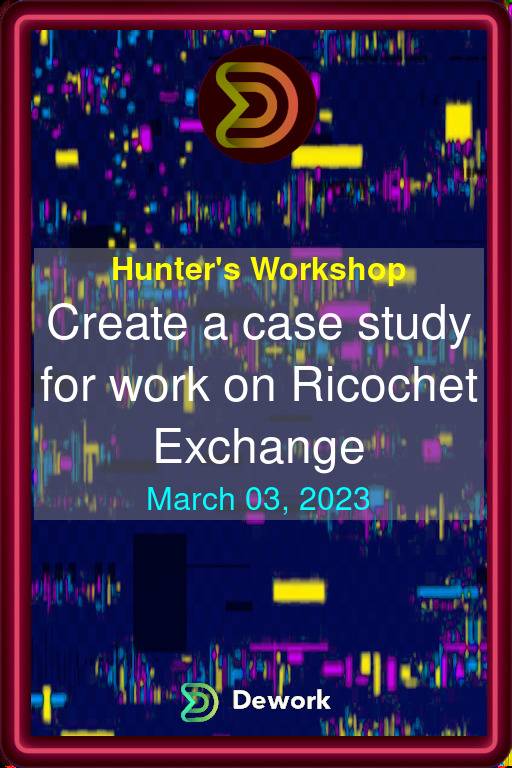 Hunter's Workshop
Create a case study
for work on Ricochet
Exchange
March 03, 2023
Dework